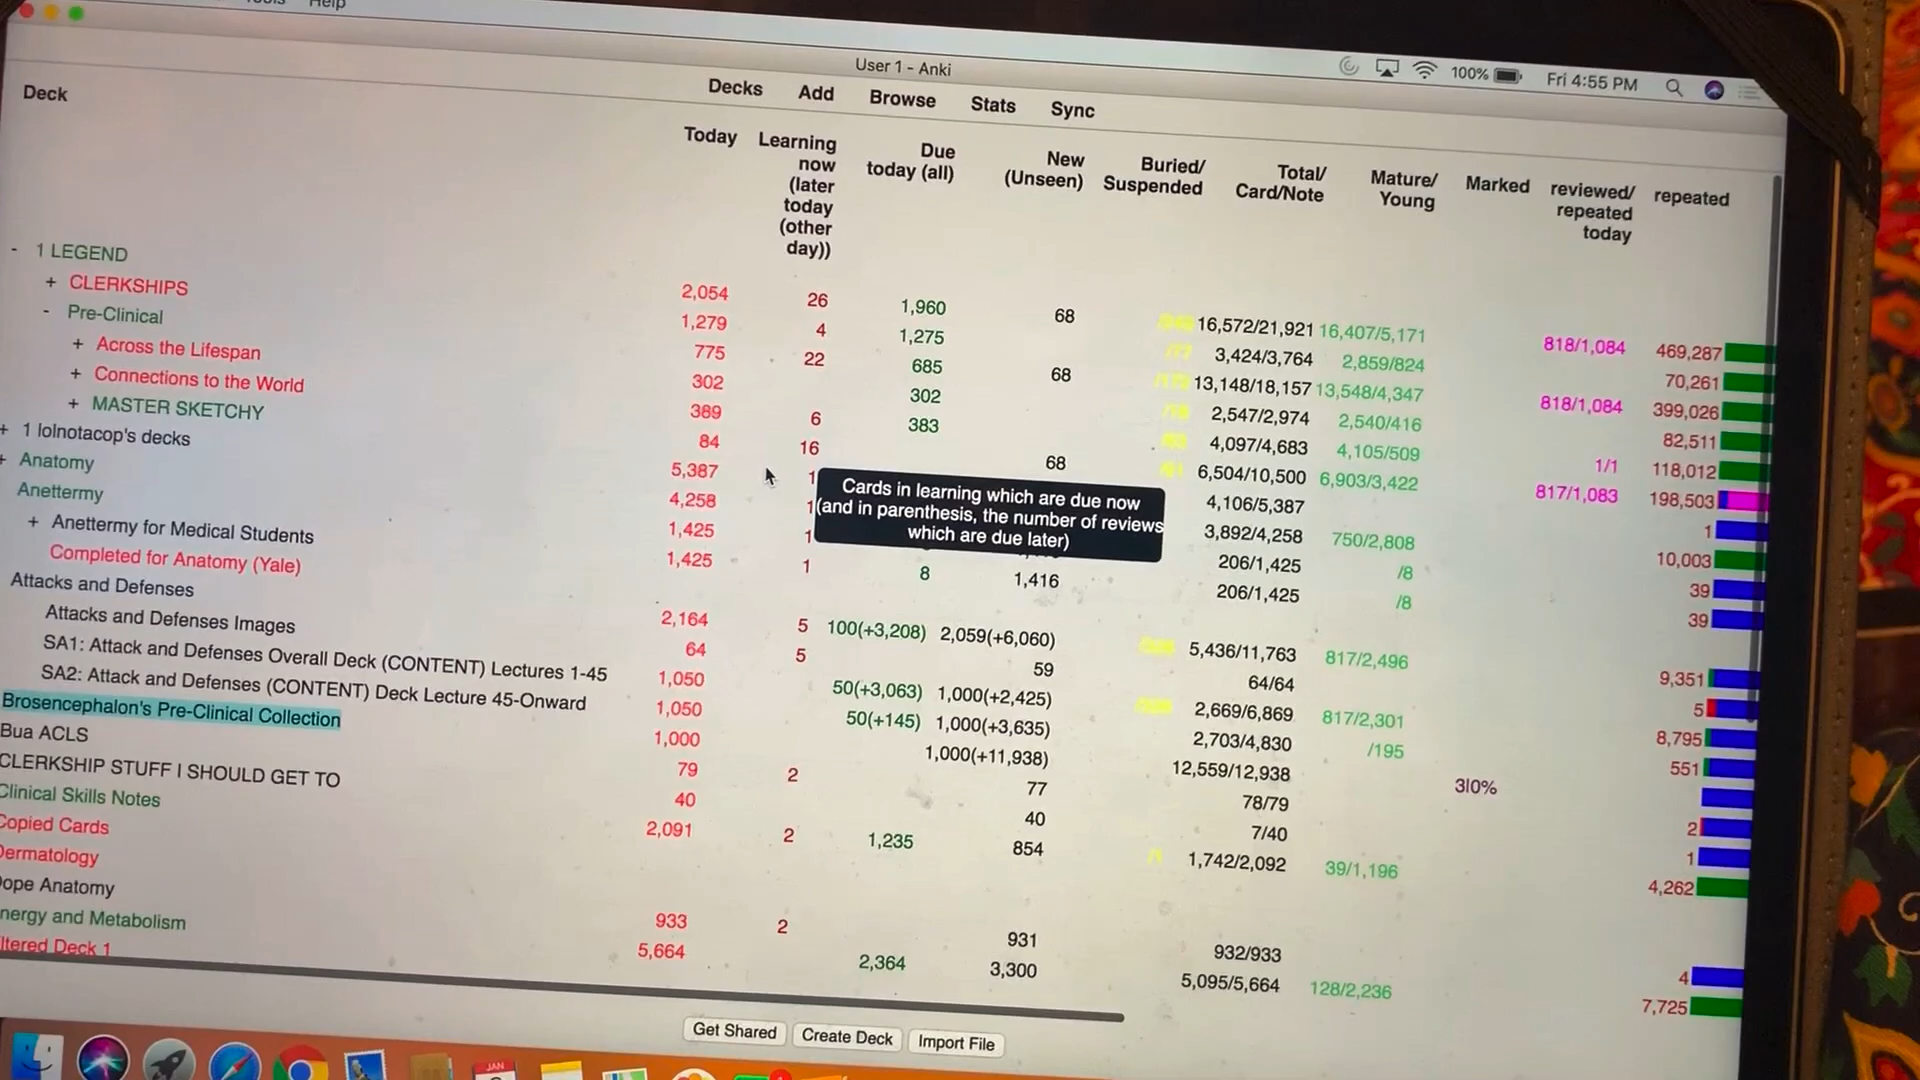 Help
User 1 - Anki
100%
Fri 4:55 PM
Decks Add Browse Stats Sync
Deck
Today
Learning
now
(later
today
(other
day))
Due
today (all)
New
(Unseen)
Buried/
Suspended
Total/
Card/Note
Mature/
Young
Marked
reviewed/
repeated
today
repeated
- 1 LEGEND
+ CLERKSHIPS
- Pre-Clinical
+ Across the Lifespan
+ Connections to the World
+ MASTER SKETCHY
+ 1 lolnotacop's decks
+ Anatomy
Anettermy
+ Anettermy for Medical Students
Completed for Anatomy (Yale)
Attacks and Defenses
Attacks and Defenses Images
SA1: Attack and Defenses Overall Deck (CONTENT) Lectures 1-45
SA2: Attack and Defenses (CONTENT) Deck Lecture 45-Onward
Brosencephalon's Pre-Clinical Collection
Bua ACLS
CLERKSHIP STUFF I SHOULD GET TO
Clinical Skills Notes
Copied Cards
Dermatology
ope Anatomy
nergy and Metabolism
ltered Deck 1
2,054 26 1,960 68 16,572/21,921 16,407/5,171 818/1,084 469,287
1,279 4 1,275 3,424/3,764 2,859/824 70,261
775 22 685 68 13,148/18,157 13,548/4,347 818/1,084 399,026
302 302 2,547/2,974 2,540/416 82,511
389 6 383 4,097/4,683 4,105/509 1/1 118,012
84 16 68 6,504/10,500 6,903/3,422 817/1,083 198,503
5,387 1 4,106/5,387 1
4,258 1 3,892/4,258 750/2,808 10,003
1,425 1 206/1,425 /8 39
1,425 1 8 1,416 206/1,425 /8 39
2,164 5 100(+3,208) 2,059(+6,060) 5,436/11,763 817/2,496 9,351
64 5 59 64/64 5
1,050 50(+3,063) 1,000(+2,425) 2,669/6,869 817/2,301 8,795
1,050 50(+145) 1,000(+3,635) 2,703/4,830 /195 551
1,000 1,000(+11,938) 12,559/12,938 3|0%
79 2 77 78/79 2
40 40 7/40 1
2,091 2 1,235 854 /1 1,742/2,092 39/1,196 4,262
933 2 931 932/933 4
5,664 2,364 3,300 5,095/5,664 128/2,236 7,725
Cards in learning which are due now
(and in parenthesis, the number of reviews
which are due later)
Get Shared Create Deck Import File
JAN